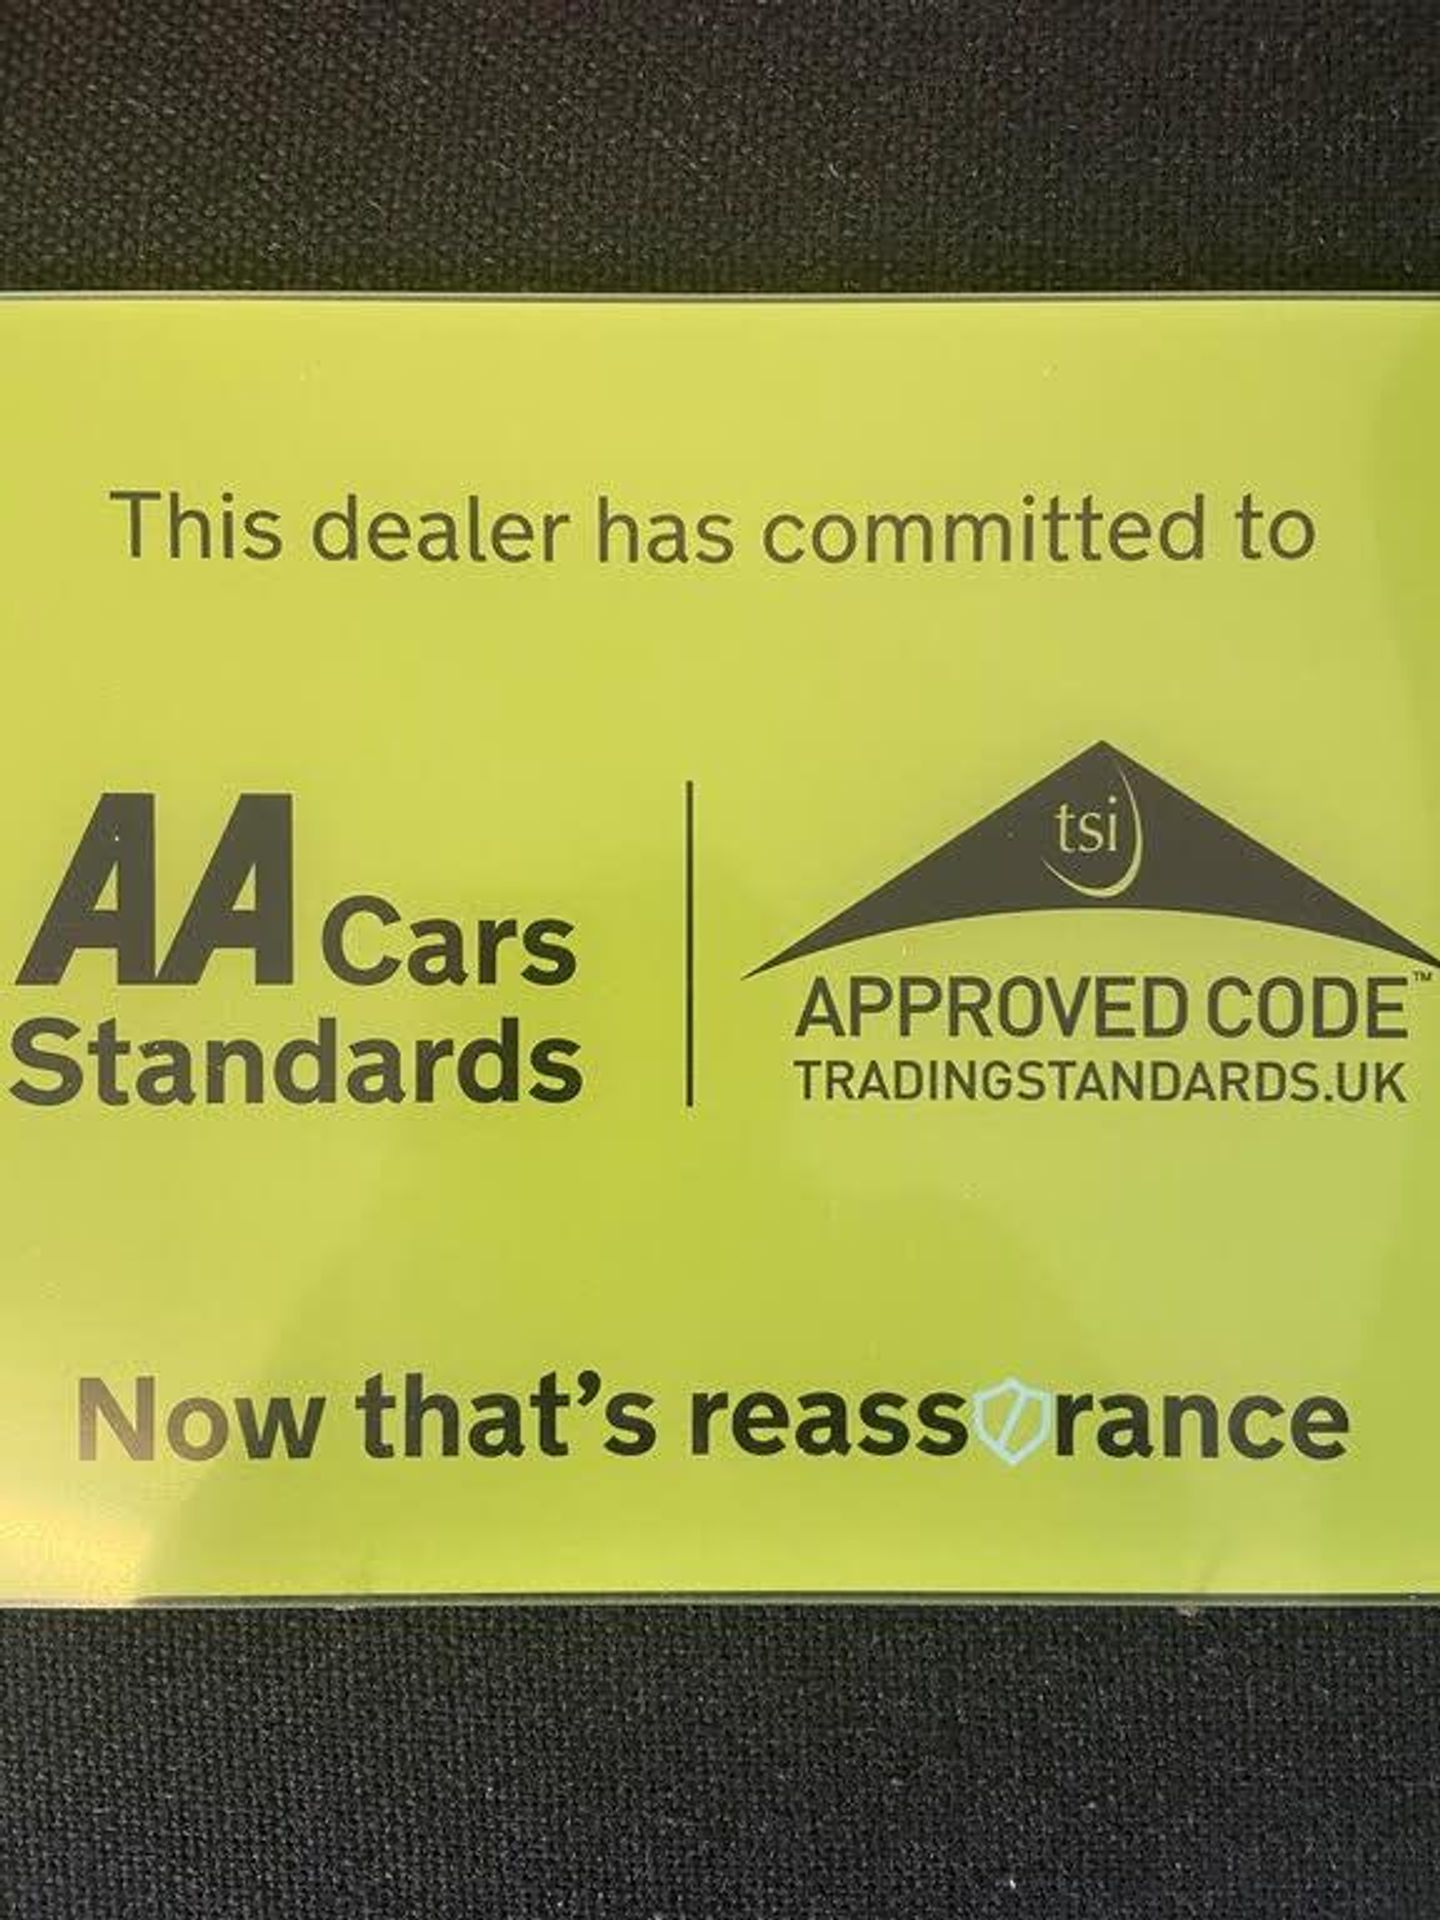 This dealer has committed to
AA Cars
Standards
tsi
APPROVED CODE™
TRADINGSTANDARDS.UK
Now that's reassurance